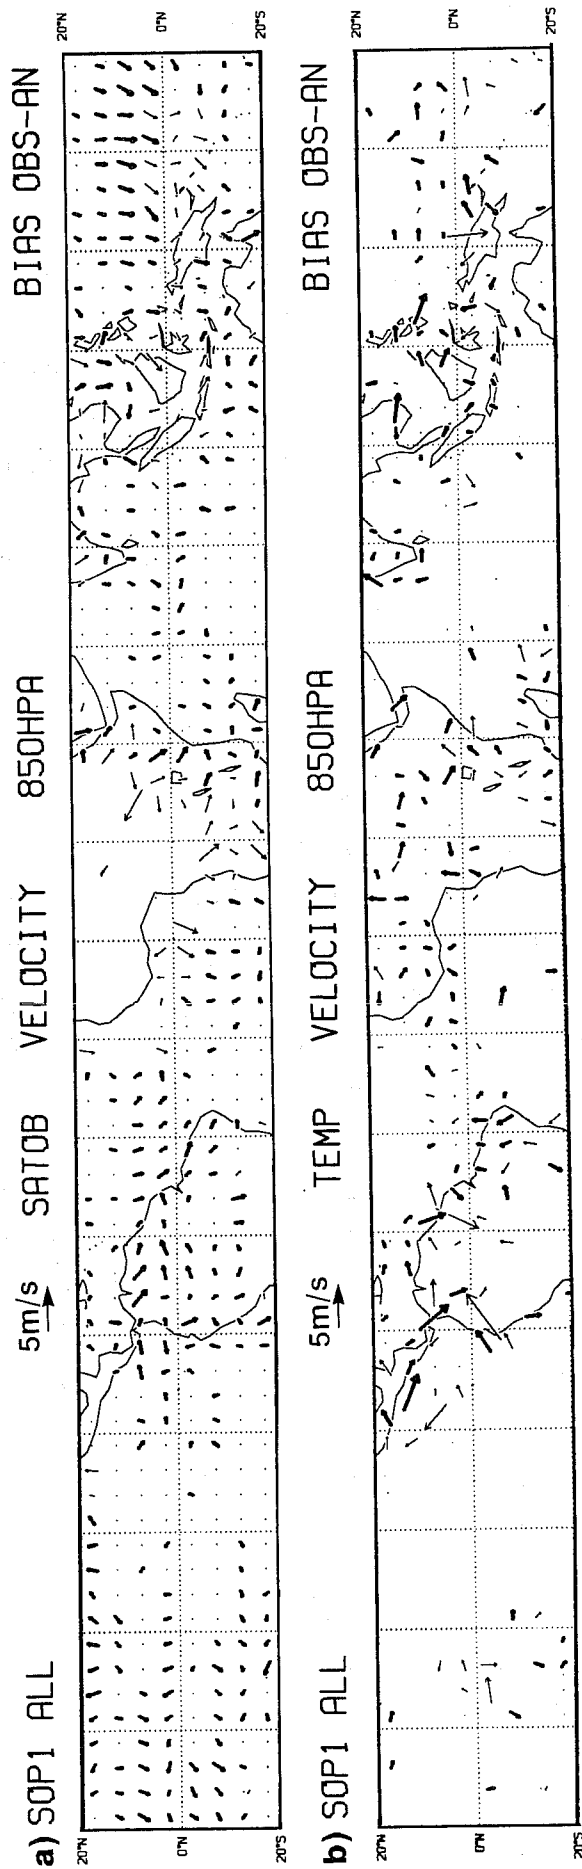 a) SOP1 ALL 5m/s SATOB VELOCITY 850HPA BIAS OBS-AN
20°N 20°N
0°N 0°N
20°S 20°S
b) SOP1 ALL 5m/s TEMP VELOCITY 850HPA BIAS OBS-AN
20°N 20°N
0°N 0°N
20°S 20°S